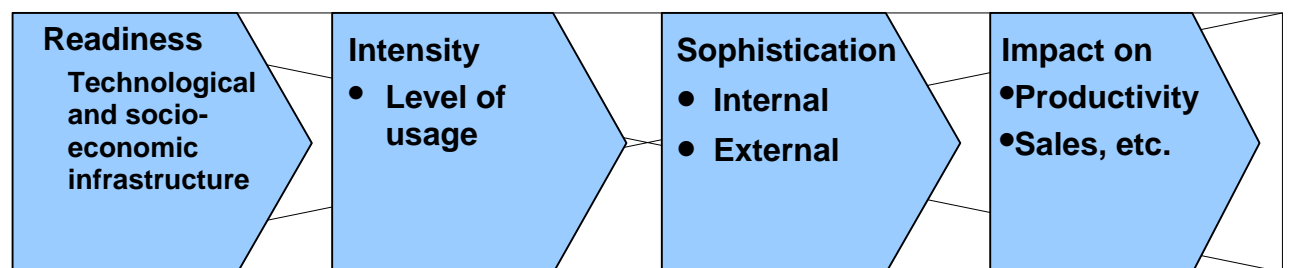 Readiness
Technological
and socio-
economic
infrastructure
Intensity
• Level of
usage
Sophistication
• Internal
• External
Impact on
•Productivity
•Sales, etc.